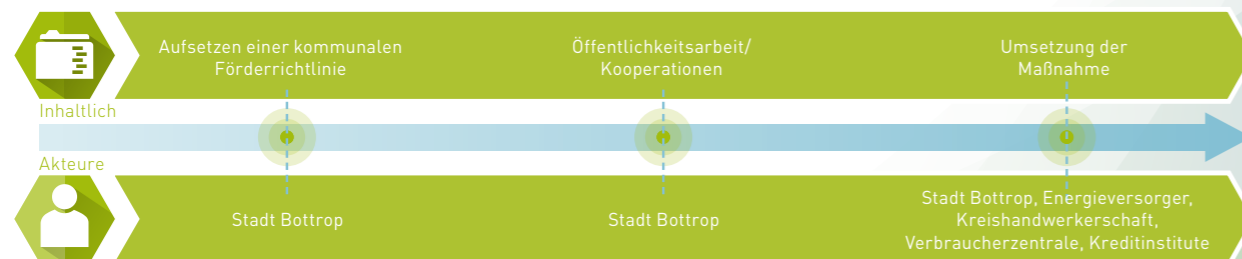 Aufsetzen einer kommunalen
Förderrichtlinie
Öffentlichkeitsarbeit/
Kooperationen
Umsetzung der
Maßnahme
Inhaltlich
Akteure
Stadt Bottrop
Stadt Bottrop
Stadt Bottrop, Energieversorger,
Kreishandwerkerschaft,
Verbraucherzentrale, Kreditinstitute